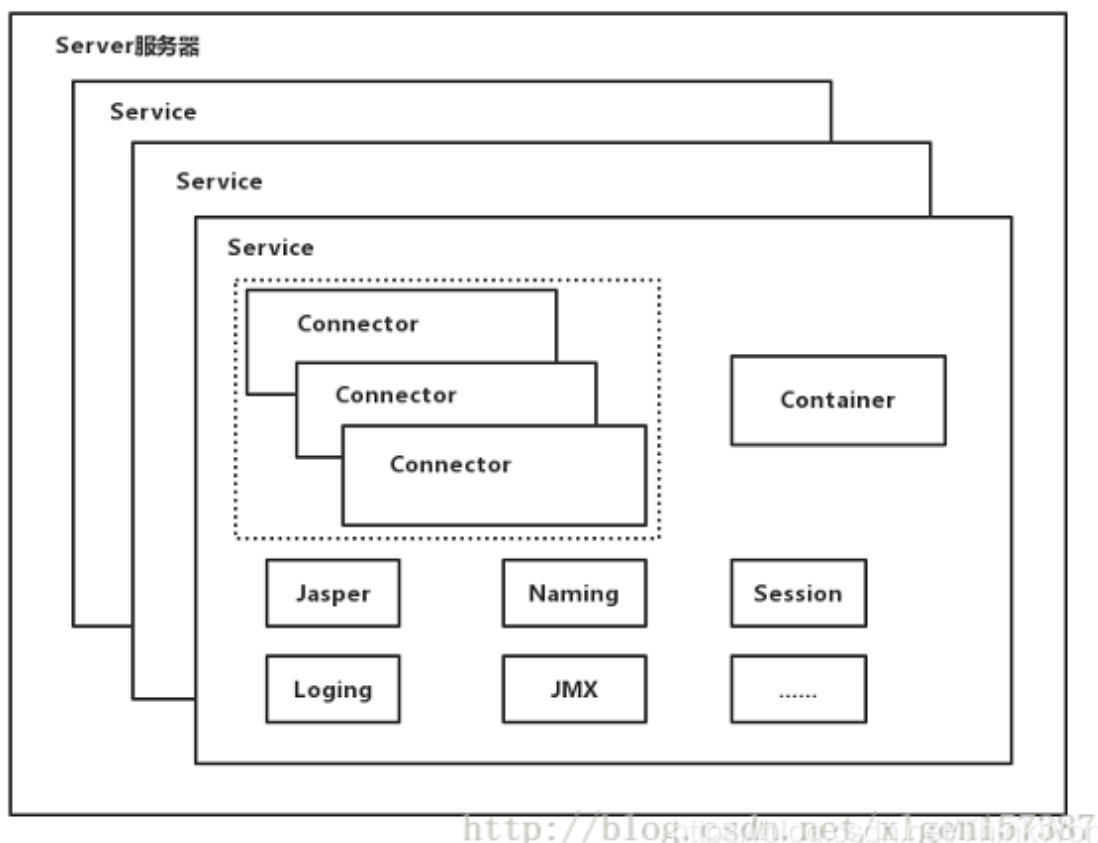 Server服务器
Service
Service
Service
Connector
Connector
Connector
Container
Jasper
Naming
Session
Loging
JMX
......
http://blog.csdn.net/xlgen157387